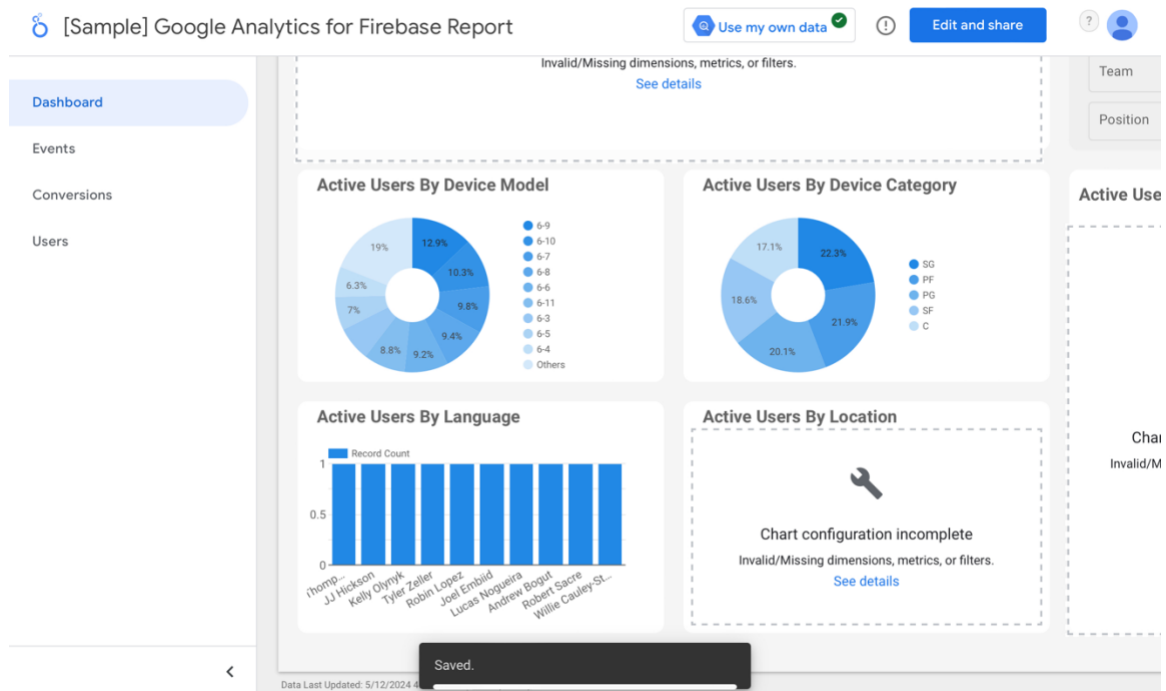 [Sample] Google Analytics for Firebase Report
Use my own data
Edit and share
?
Dashboard
Events
Conversions
Users
Invalid/Missing dimensions, metrics, or filters.
See details
Team
Position
Active Users By Device Model
12.9%
10.3%
9.8%
9.4%
9.2%
8.8%
7%
6.3%
19%
6-9
6-10
6-7
6-8
6-6
6-11
6-3
6-5
6-4
Others
Active Users By Device Category
22.3%
21.9%
20.1%
18.6%
17.1%
SG
PF
PG
SF
C
Active Use
Active Users By Language
Record Count
1
0.5
0
Thomp...
JJ Hickson
Kelly Olynyk
Tyler Zeller
Robin Lopez
Joel Embiid
Lucas Nogueira
Andrew Bogut
Robert Sacre
Willie Cauley-St...
Active Users By Location
Chart configuration incomplete
Invalid/Missing dimensions, metrics, or filters.
See details
Char
Invalid/M
Saved.
Data Last Updated: 5/12/2024 4